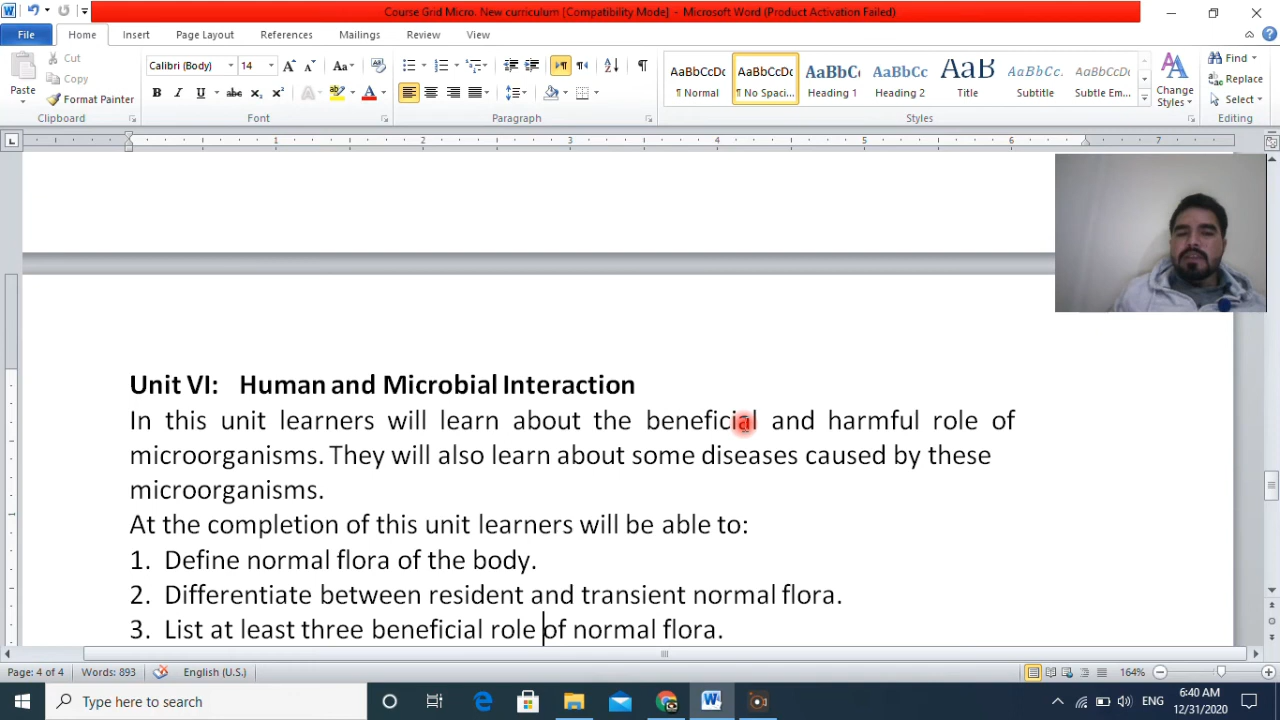 Course Grid Micro. New curriculum [Compatibility Mode] - Microsoft Word (Product Activation Failed)
File Home Insert Page Layout References Mailings Review View
Cut
Copy
Format Painter
Paste
Calibri (Body) 14
AaBbCcDc AaBbCcDc AaBbC AaBbCc AaB AaBbCc. AaBbCcDc
¶ Normal ¶ No Spaci... Heading 1 Heading 2 Title Subtitle Subtle Em...
Change Styles
Find
Replace
Select
Clipboard Font Paragraph Styles Editing
1 2 3 4 5 6 7
Unit VI: Human and Microbial Interaction
In this unit learners will learn about the beneficial and harmful role of
microorganisms. They will also learn about some diseases caused by these
microorganisms.
At the completion of this unit learners will be able to:
1. Define normal flora of the body.
2. Differentiate between resident and transient normal flora.
3. List at least three beneficial role of normal flora.
Page: 4 of 4 Words: 893 English (U.S.) 164%
Type here to search
ENG
6:40 AM
12/31/2020